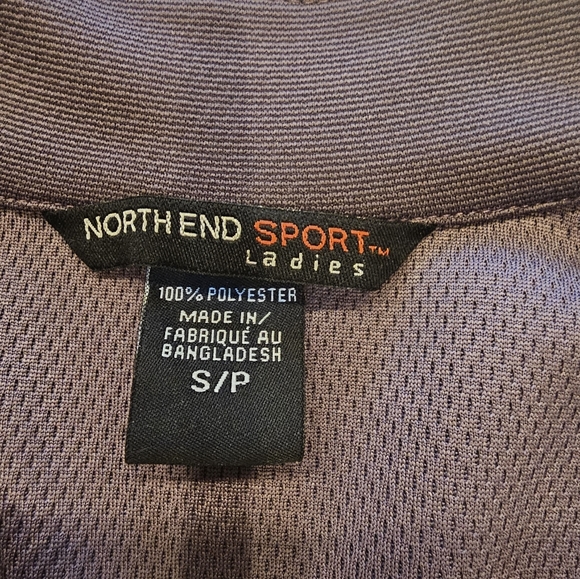 NORTH END SPORT™
Ladies
100% POLYESTER
MADE IN/
FABRIQUÉ AU
BANGLADESH
S/P